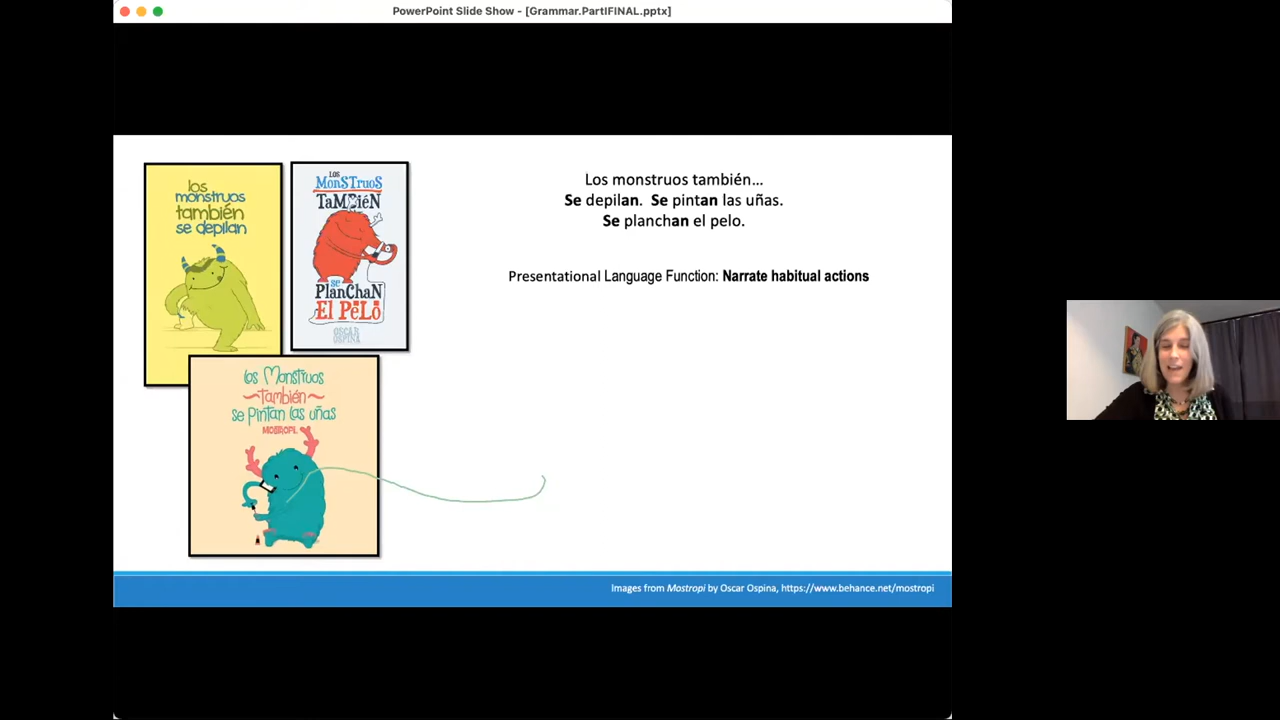 PowerPoint Slide Show - [Grammar.PartIFINAL.pptx]
los
monstruos
también
se depilan
LOS
MonSTruoS
TaMBiéN
se
PlanChaN
El PeLo
OSCAR
OSPINA
los Monstruos
~También~
se Pintan las uñas
MOSTROPI
Los monstruos también…
Se depilan. Se pintan las uñas.
Se planchan el pelo.
Presentational Language Function: Narrate habitual actions
Images from Mostropi by Oscar Ospina, https://www.behance.net/mostropi